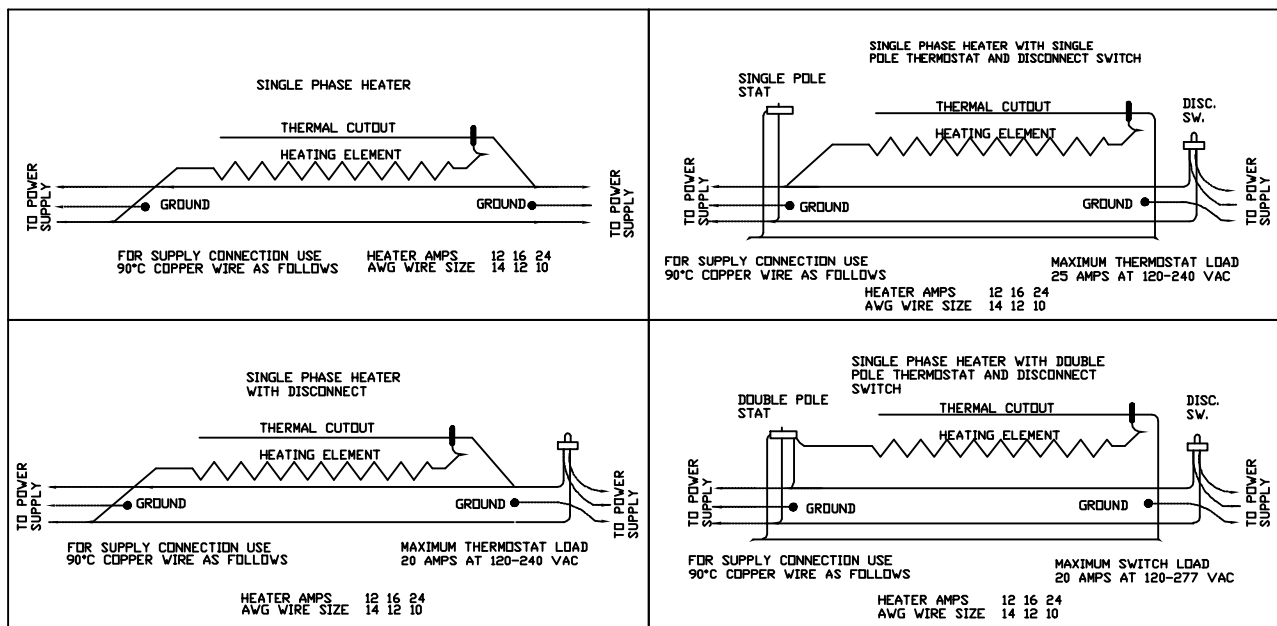 SINGLE PHASE HEATER
THERMAL CUTOUT
HEATING ELEMENT
TO POWER
SUPPLY
GROUND
GROUND
TO POWER
SUPPLY
FOR SUPPLY CONNECTION USE
90°C COPPER WIRE AS FOLLOWS
HEATER AMPS 12 16 24
AWG WIRE SIZE 14 12 10
SINGLE PHASE HEATER WITH SINGLE
POLE THERMOSTAT AND DISCONNECT SWITCH
SINGLE POLE
STAT
THERMAL CUTOUT
DISC.
SW.
HEATING ELEMENT
TO POWER
SUPPLY
GROUND
GROUND
TO POWER
SUPPLY
FOR SUPPLY CONNECTION USE
90°C COPPER WIRE AS FOLLOWS
MAXIMUM THERMOSTAT LOAD
25 AMPS AT 120-240 VAC
HEATER AMPS 12 16 24
AWG WIRE SIZE 14 12 10
SINGLE PHASE HEATER
WITH DISCONNECT
THERMAL CUTOUT
HEATING ELEMENT
TO POWER
SUPPLY
GROUND
GROUND
TO POWER
SUPPLY
FOR SUPPLY CONNECTION USE
90°C COPPER WIRE AS FOLLOWS
MAXIMUM THERMOSTAT LOAD
20 AMPS AT 120-240 VAC
HEATER AMPS 12 16 24
AWG WIRE SIZE 14 12 10
SINGLE PHASE HEATER WITH DOUBLE
POLE THERMOSTAT AND DISCONNECT
SWITCH
DOUBLE POLE
STAT
THERMAL CUTOUT
DISC.
SW.
HEATING ELEMENT
TO POWER
SUPPLY
GROUND
GROUND
TO POWER
SUPPLY
FOR SUPPLY CONNECTION USE
90°C COPPER WIRE AS FOLLOWS
MAXIMUM SWITCH LOAD
20 AMPS AT 120-277 VAC
HEATER AMPS 12 16 24
AWG WIRE SIZE 14 12 10